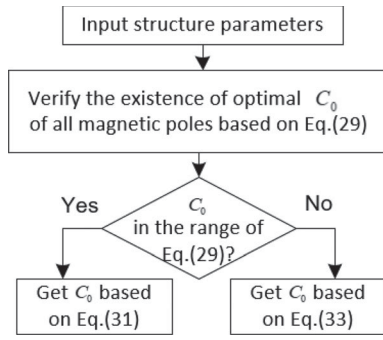 Input structure parameters
Verify the existence of optimal C₀
of all magnetic poles based on Eq.(29)
Yes
No
C₀
in the range of
Eq.(29)?
Get C₀ based
on Eq.(31)
Get C₀ based
on Eq.(33)